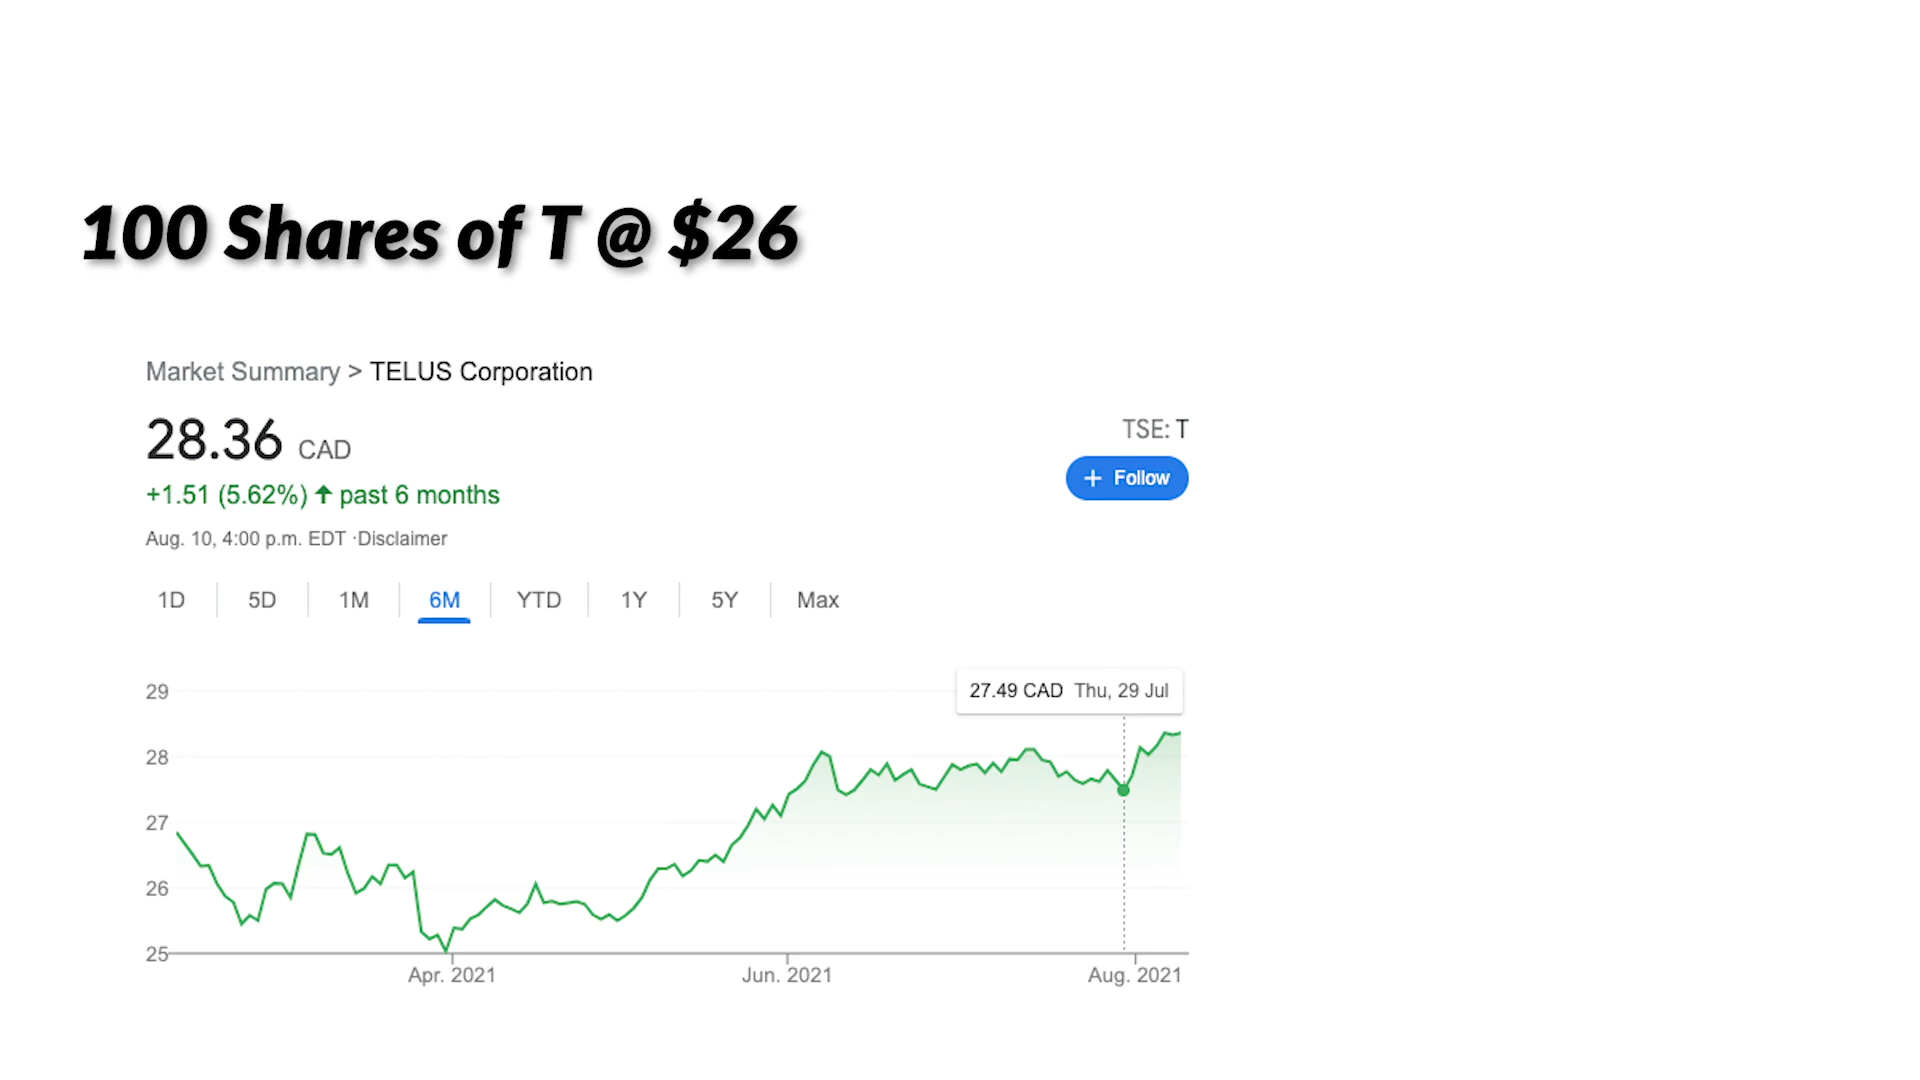 100 Shares of T @ $26
Market Summary > TELUS Corporation
28.36 CAD
TSE: T
+ Follow
+1.51 (5.62%) ↑ past 6 months
Aug. 10, 4:00 p.m. EDT ·Disclaimer
1D 5D 1M 6M YTD 1Y 5Y Max
27.49 CAD Thu, 29 Jul
29
28
27
26
25
Apr. 2021 Jun. 2021 Aug. 2021